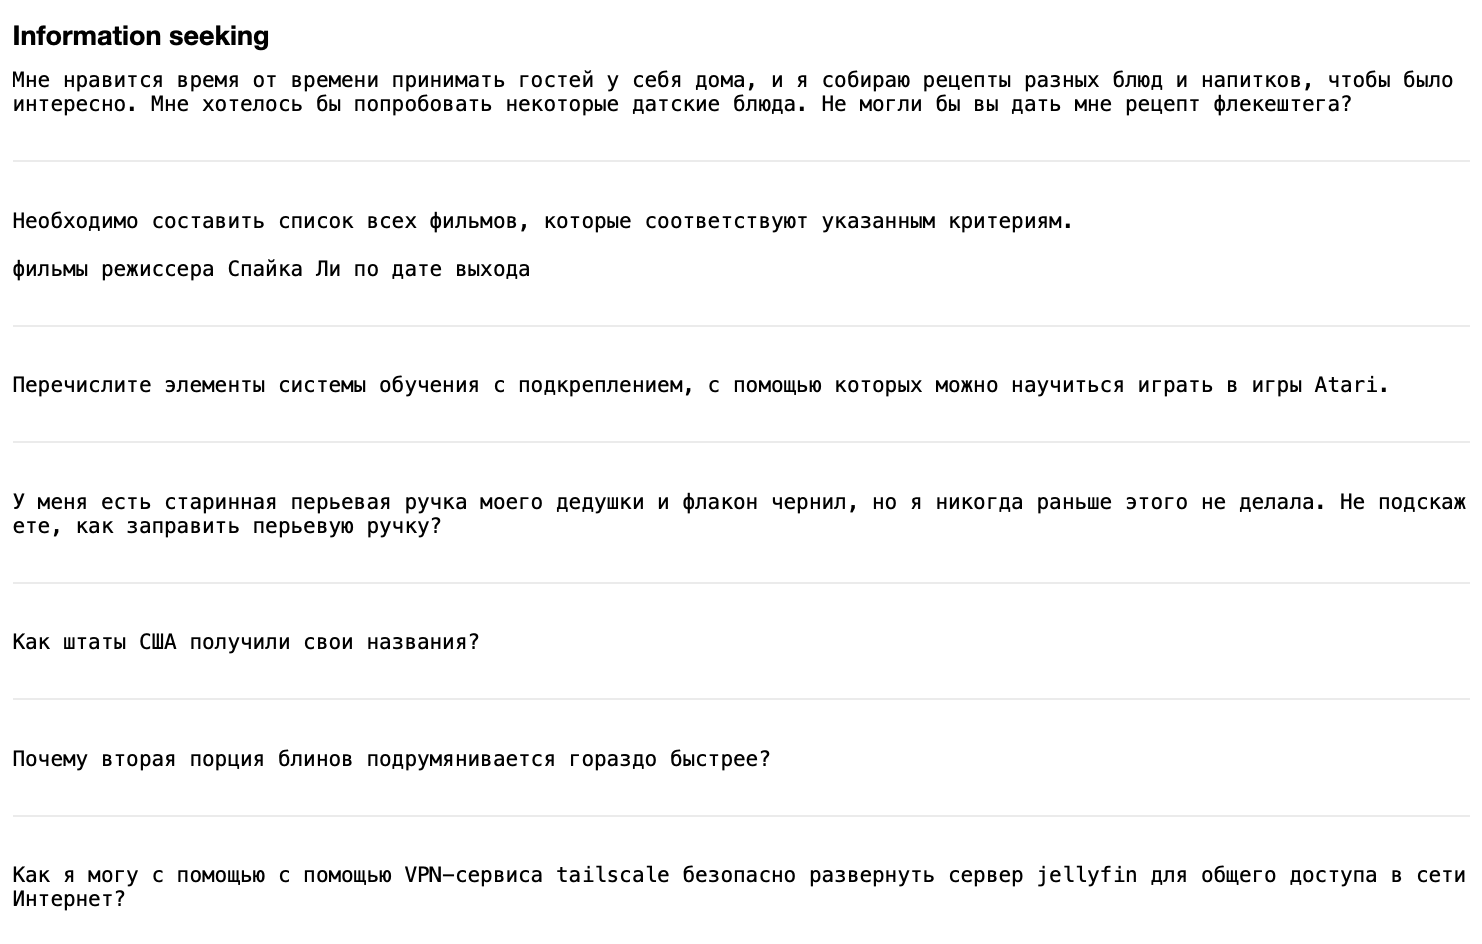 Information seeking
Мне нравится время от времени принимать гостей у себя дома, и я собираю рецепты разных блюд и напитков, чтобы было
интересно. Мне хотелось бы попробовать некоторые датские блюда. Не могли бы вы дать мне рецепт флекештега?
Необходимо составить список всех фильмов, которые соответствуют указанным критериям.
фильмы режиссера Спайка Ли по дате выхода
Перечислите элементы системы обучения с подкреплением, с помощью которых можно научиться играть в игры Atari.
У меня есть старинная перьевая ручка моего дедушки и флакон чернил, но я никогда раньше этого не делала. Не подскаж
ете, как заправить перьевую ручку?
Как штаты США получили свои названия?
Почему вторая порция блинов подрумянивается гораздо быстрее?
Как я могу с помощью с помощью VPN-сервиса tailscale безопасно развернуть сервер jellyfin для общего доступа в сети
Интернет?